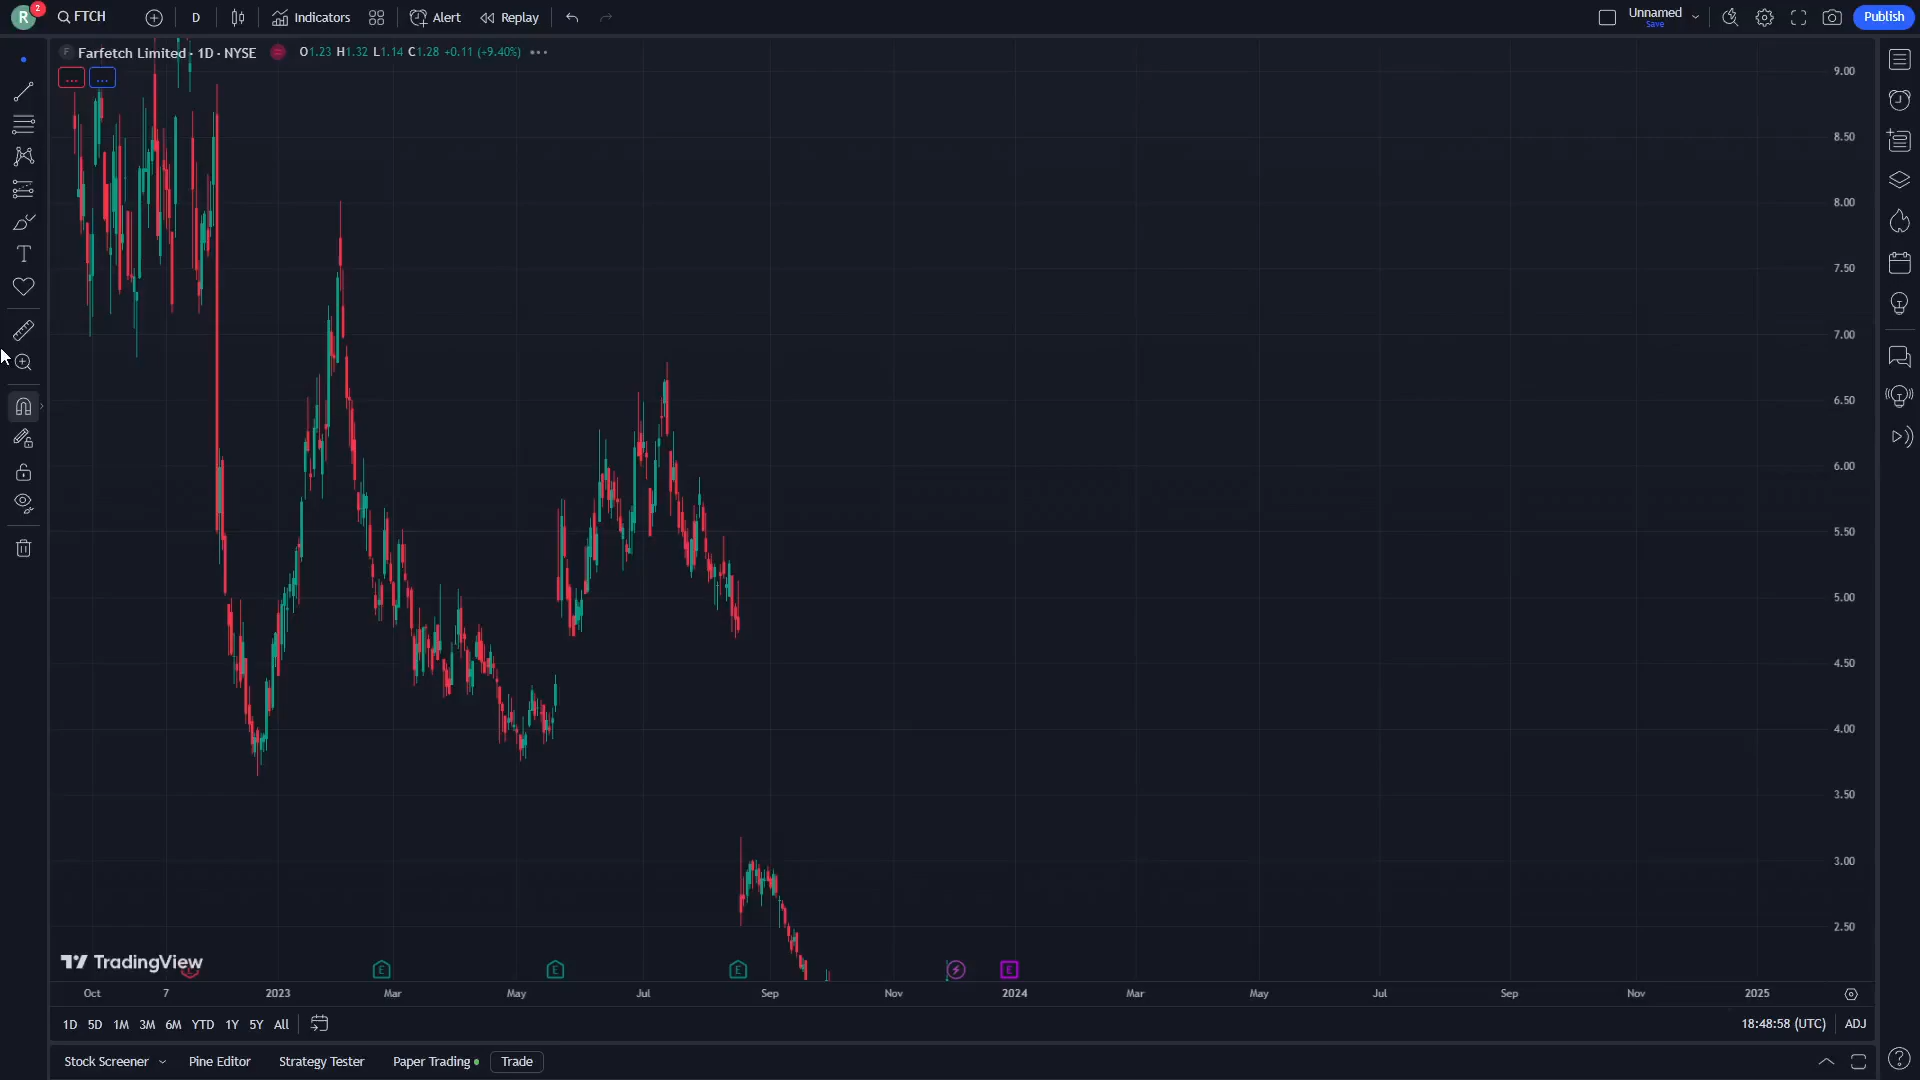 R 2 FTCH D Indicators Alert Replay Unnamed Save Publish
F Farfetch Limited · 1D · NYSE O1.23 H1.32 L1.14 C1.28 +0.11 (+9.40%) •••
... ...
9.00
8.50
8.00
7.50
7.00
6.50
6.00
5.50
5.00
4.50
4.00
3.50
3.00
2.50
TradingView
E E E E
Oct 7 2023 Mar May Jul Sep Nov 2024 Mar May Jul Sep Nov 2025
1D 5D 1M 3M 6M YTD 1Y 5Y All 18:48:58 (UTC) ADJ
Stock Screener Pine Editor Strategy Tester Paper Trading Trade